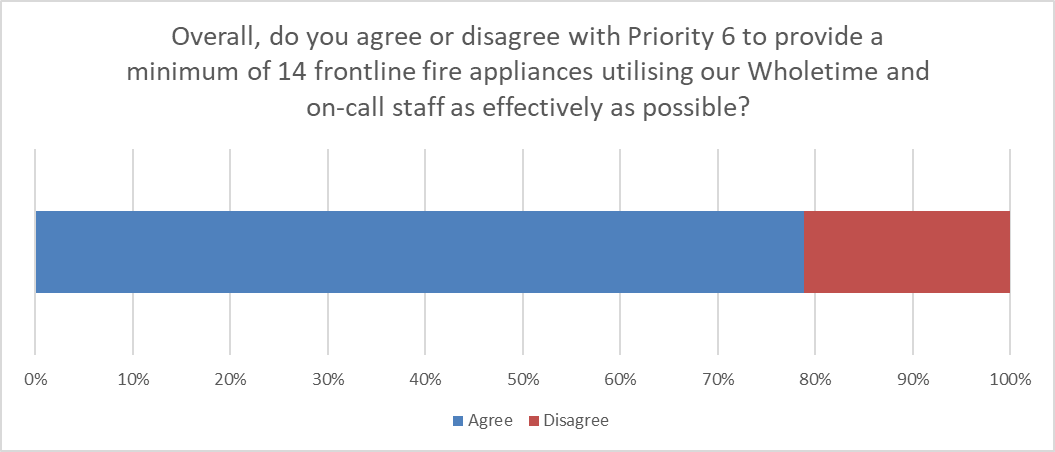 Overall, do you agree or disagree with Priority 6 to provide a
minimum of 14 frontline fire appliances utilising our Wholetime and
on-call staff as effectively as possible?
0% 10% 20% 30% 40% 50% 60% 70% 80% 90% 100%
Agree Disagree